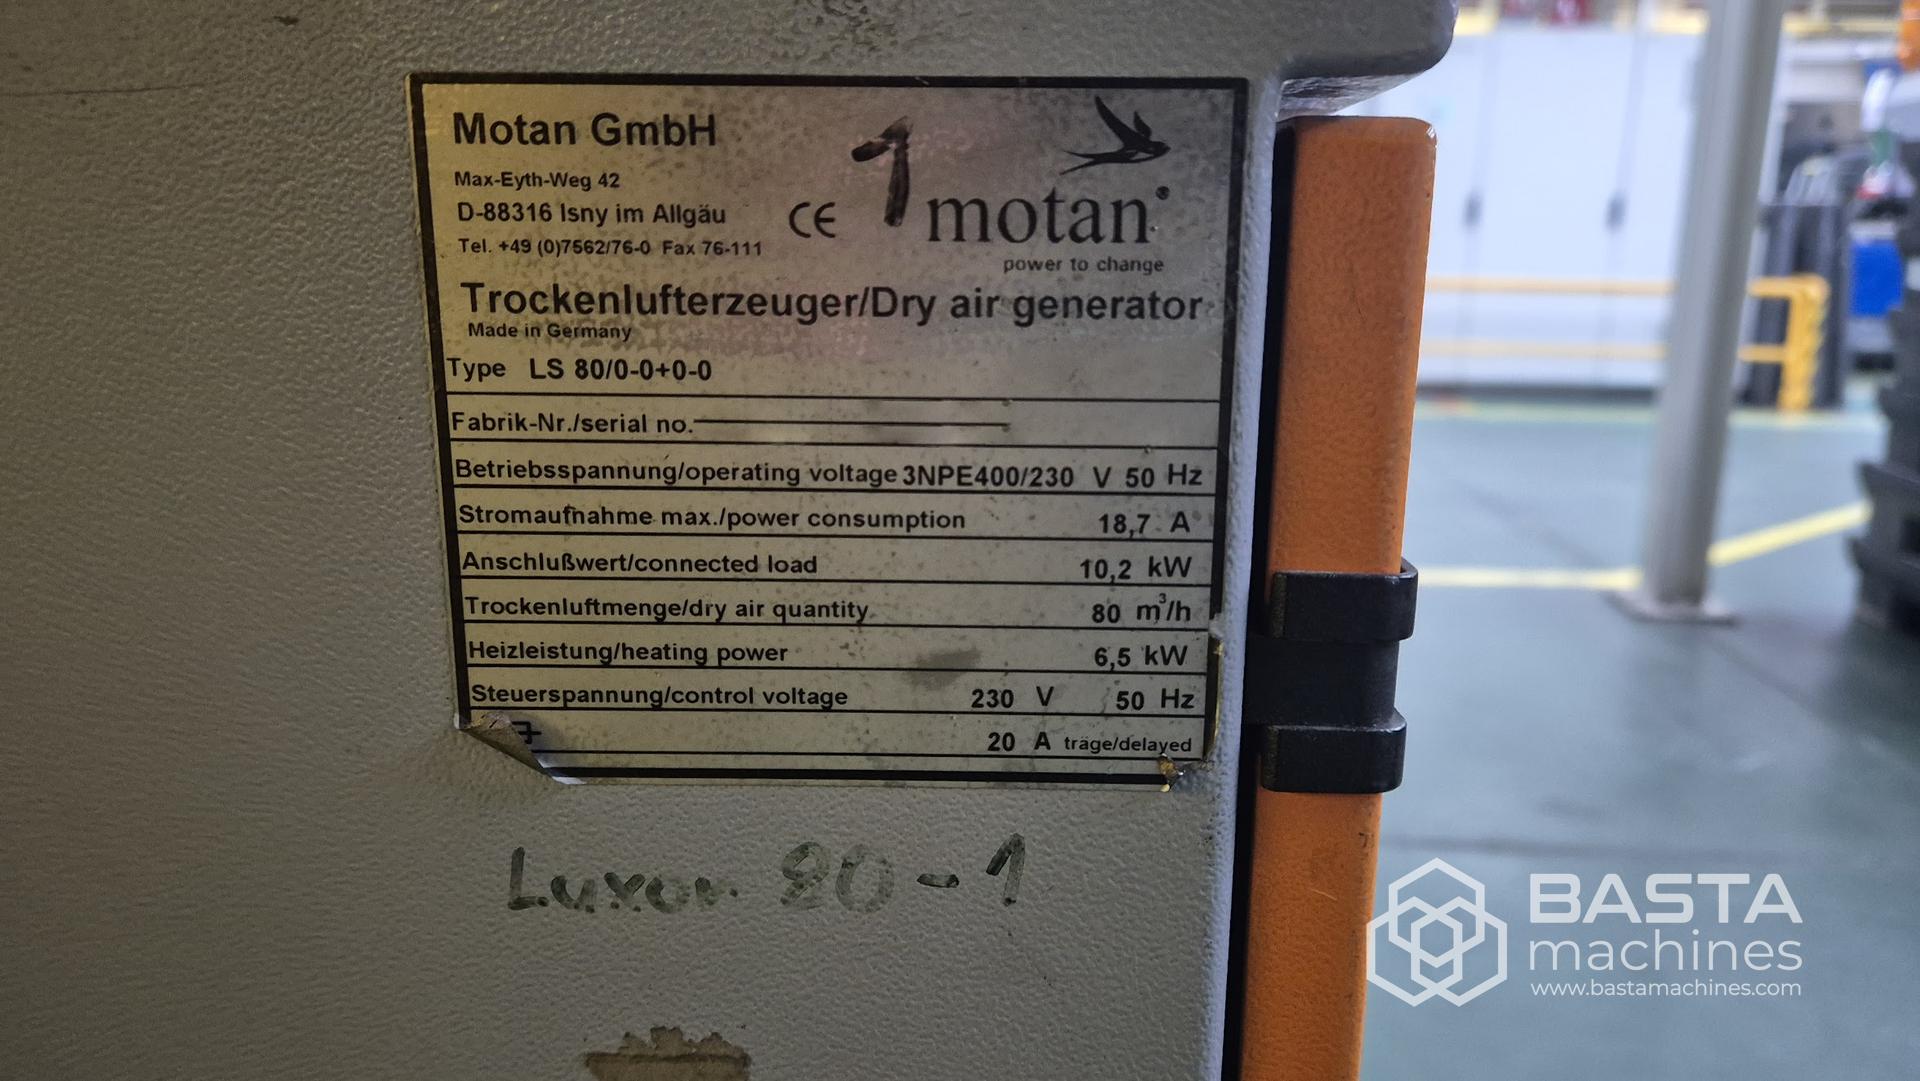 Motan GmbH
Max-Eyth-Weg 42
D-88316 Isny im Allgäu
Tel. +49 (0)7562/76-0 Fax 76-111
CE
1
motan®
power to change
Trockenlufterzeuger/Dry air generator
Made in Germany
Type LS 80/0-0+0-0
Fabrik-Nr./serial no.
Betriebsspannung/operating voltage 3NPE400/230 V 50 Hz
Stromaufnahme max./power consumption 18,7 A
Anschlußwert/connected load 10,2 kW
Trockenluftmenge/dry air quantity 80 m³/h
Heizleistung/heating power 6,5 kW
Steuerspannung/control voltage 230 V 50 Hz
20 A träge/delayed
Luxor 80-1
BASTA
machines
www.bastamachines.com